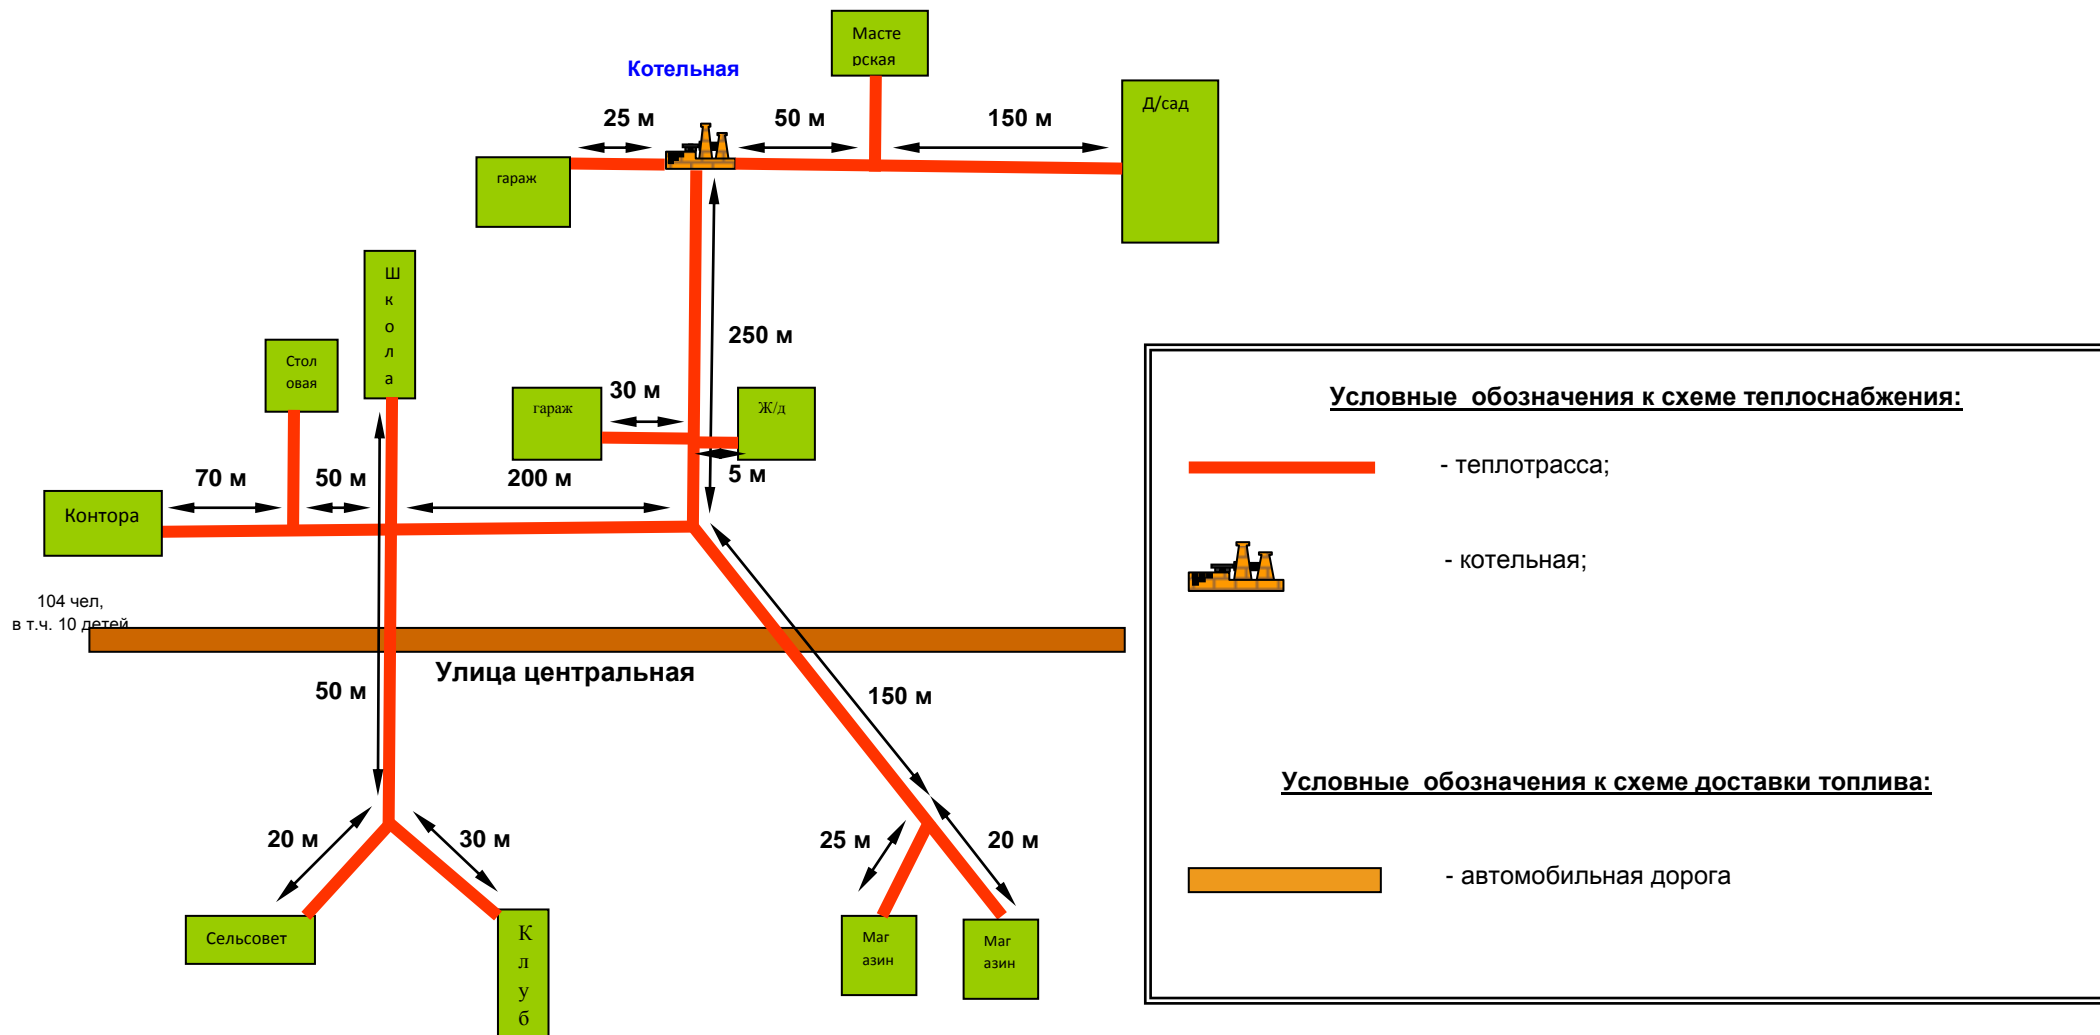 Масте
рская
Котельная
Д/сад
25 м
50 м
150 м
гараж
Ш
к
о
л
а
250 м
Стол
овая
30 м
гараж
Ж/д
70 м
50 м
200 м
5 м
Контора
104 чел,
в т.ч. 10 детей
Улица центральная
50 м
150 м
20 м
30 м
25 м
20 м
Сельсовет
К
л
у
б
Маг
азин
Маг
азин
Условные обозначения к схеме теплоснабжения:
- теплотрасса;
- котельная;
Условные обозначения к схеме доставки топлива:
- автомобильная дорога